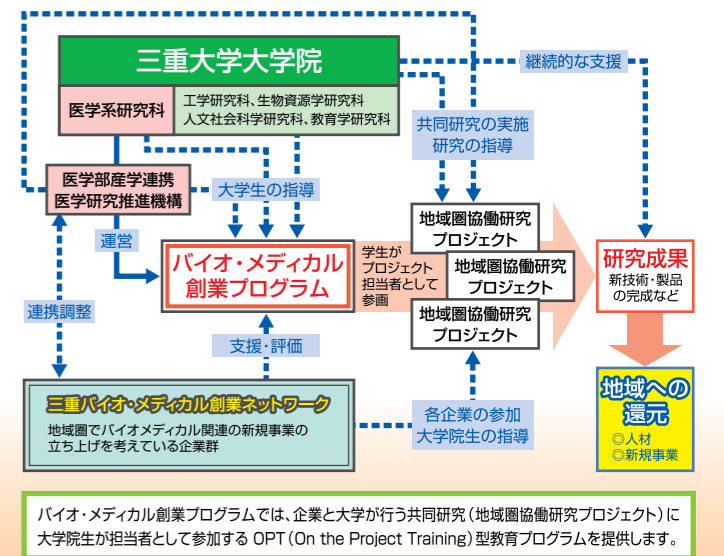 三重大学大学院
継続的な支援
医学系研究科
工学研究科、生物資源学研究科
人文社会科学研究科、教育学研究科
共同研究の実施
研究の指導
医学部産学連携
医学研究推進機構
大学生の指導
運営
バイオ・メディカル
創業プログラム
学生が
プロジェクト
担当者として
参画
地域圏協働研究
プロジェクト
地域圏協働研究
プロジェクト
地域圏協働研究
プロジェクト
研究成果
新技術・製品
の完成など
連携調整
支援・評価
三重バイオ・メディカル創業ネットワーク
地域圏でバイオメディカル関連の新規事業の
立ち上げを考えている企業群
各企業の参加
大学院生の指導
地域への
還元
◎人材
◎新規事業
バイオ・メディカル創業プログラムでは、企業と大学が行う共同研究(地域圏協働研究プロジェクト)に
大学院生が担当者として参加する OPT(On the Project Training)型教育プログラムを提供します。